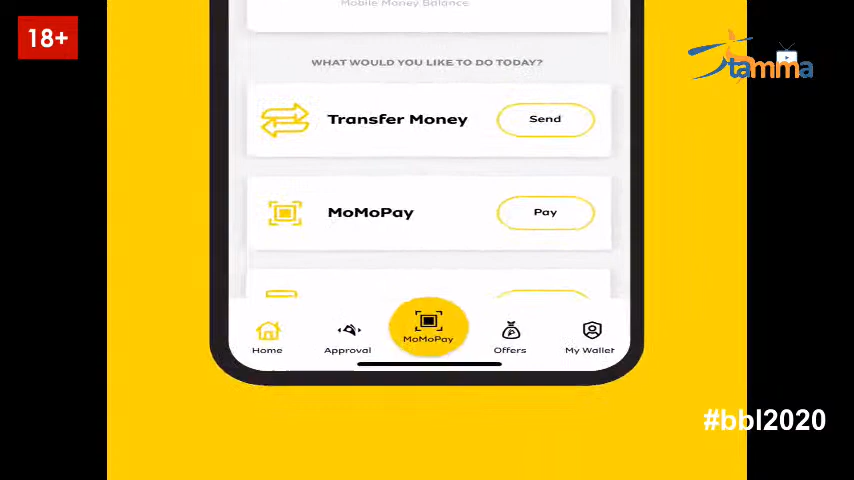 18+
Mobile Money Balance
WHAT WOULD YOU LIKE TO DO TODAY?
tamma
Transfer Money
Send
MoMoPay
Pay
MoMoPay
Home
Approval
Offers
My Wallet
#bbl2020